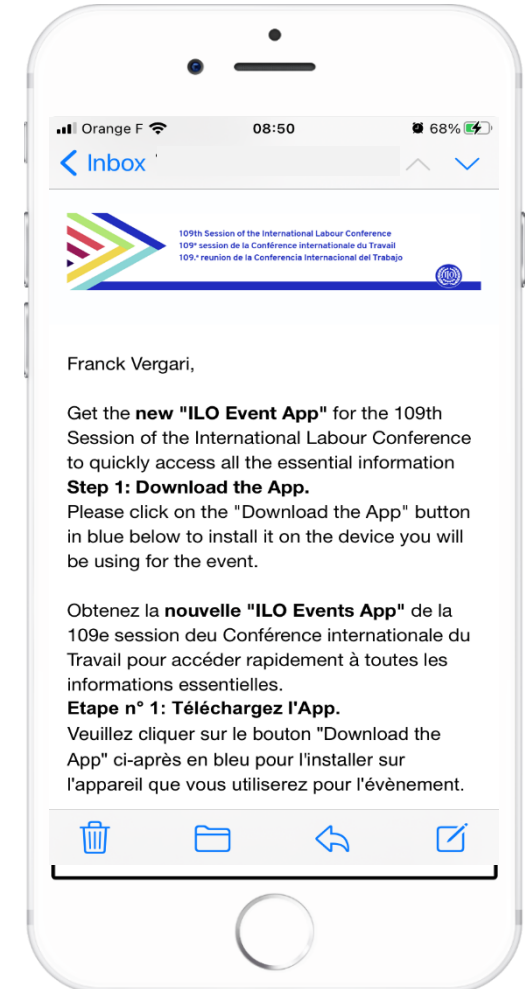 Orange F 08:50 68%
Inbox
109th Session of the International Labour Conference
109ᵉ session de la Conférence internationale du Travail
109.ᵃ reunion de la Conferencia Internacional del Trabajo
Franck Vergari,
Get the new "ILO Event App" for the 109th
Session of the International Labour Conference
to quickly access all the essential information
Step 1: Download the App.
Please click on the "Download the App" button
in blue below to install it on the device you will
be using for the event.
Obtenez la nouvelle "ILO Events App" de la
109e session deu Conférence internationale du
Travail pour accéder rapidement à toutes les
informations essentielles.
Etape n° 1: Téléchargez l'App.
Veuillez cliquer sur le bouton "Download the
App" ci-après en bleu pour l'installer sur
l'appareil que vous utiliserez pour l'évènement.